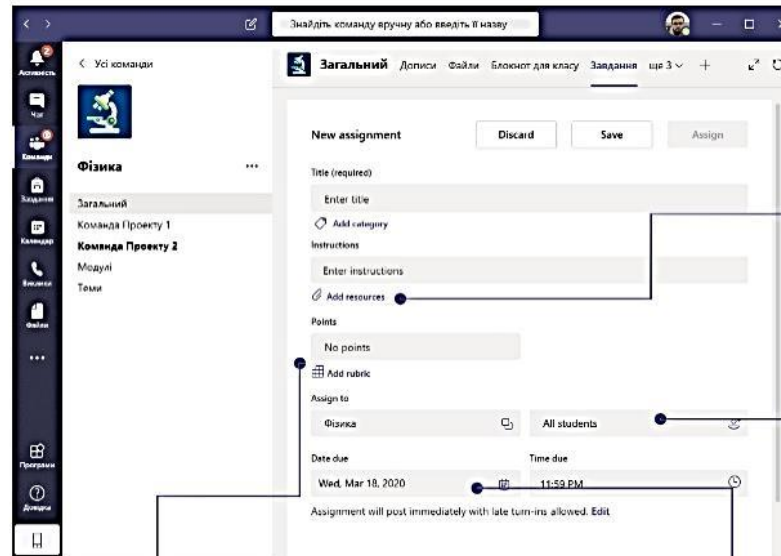 Знайдіть команду вручну або введіть її назву
2
Активність
Чат
Команди
Завдання
Календар
Виклики
Файли
Програми
Довідка
Усі команди
Фізика
Загальний
Команда Проекту 1
Команда Проекту 2
Модулі
Теми
Загальний Дописи Файли Блокнот для класу Завдання ще 3
New assignment Discard Save Assign
Title (required)
Enter title
Add category
Instructions
Enter instructions
Add resources
Points
No points
Add rubric
Assign to
Фізика All students
Date due Time due
Wed, Mar 18, 2020 11:59 PM
Assignment will post immediately with late turn-ins allowed. Edit